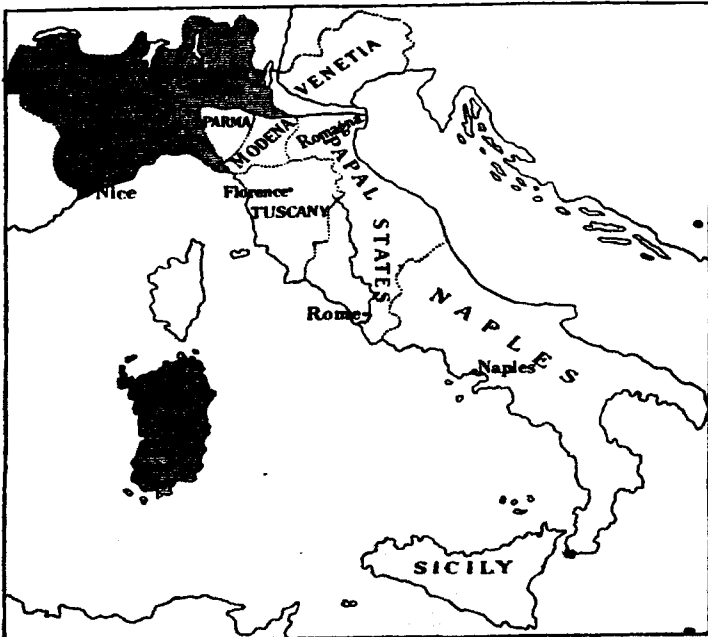 VENETIA
PARMA
MODENA
Romagna
PAPAL STATES
Nice
Florence
TUSCANY
Rome
NAPLES
Naples
SICILY